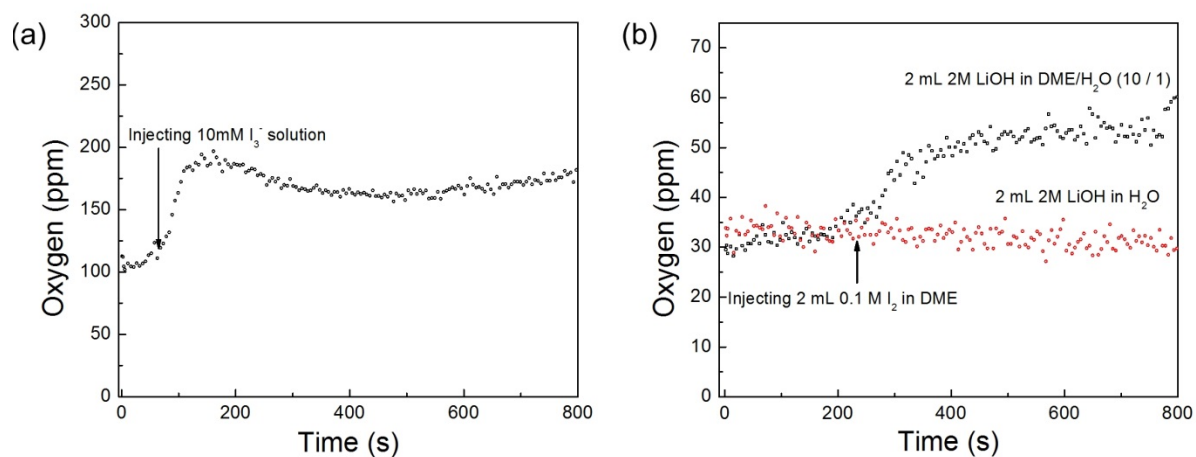 (a)
300
250
200
150
100
50
0
Oxygen (ppm)
Injecting 10mM I₃⁻ solution
0 200 400 600 800
Time (s)
(b)
70
60
50
40
30
20
10
0
Oxygen (ppm)
2 mL 2M LiOH in DME/H₂O (10 / 1)
2 mL 2M LiOH in H₂O
Injecting 2 mL 0.1 M I₂ in DME
0 200 400 600 800
Time (s)